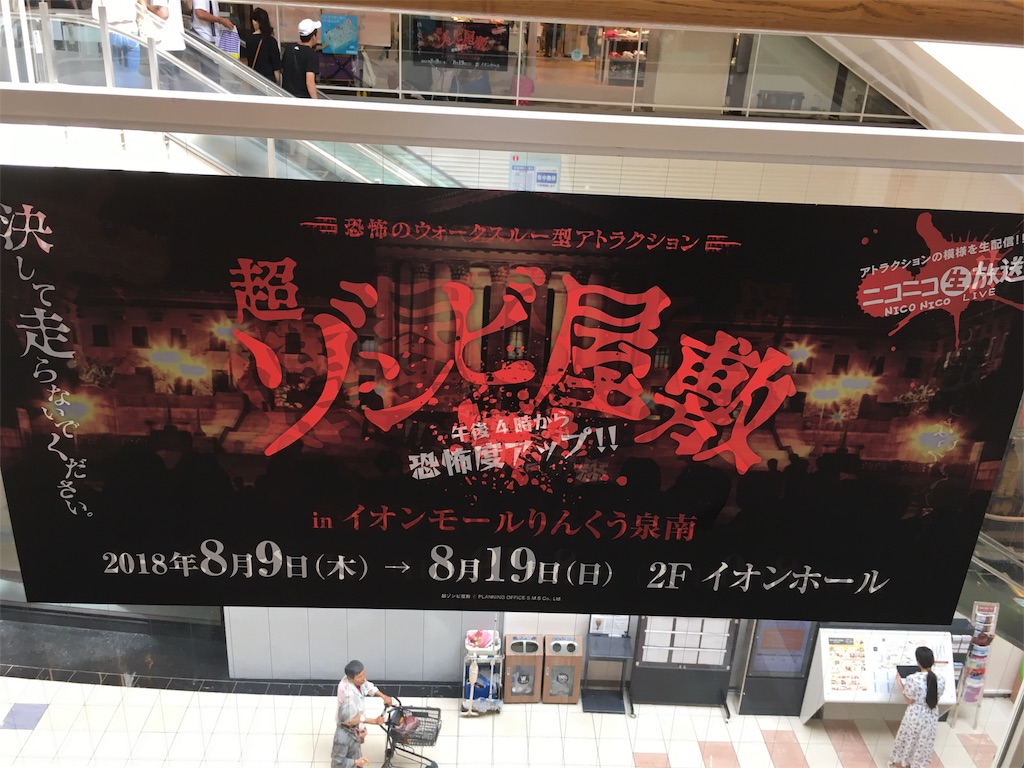 決して走らないでください。
恐怖のウォークスルー型アトラクション
アトラクションの模様を生配信!!
ニコニコ生放送
NICO NICO LIVE
超
ゾンビ屋敷
午後4時から
恐怖度アップ!!
in イオンモールりんくう泉南
2018年8月9日(木) → 8月19日(日) 2F イオンホール